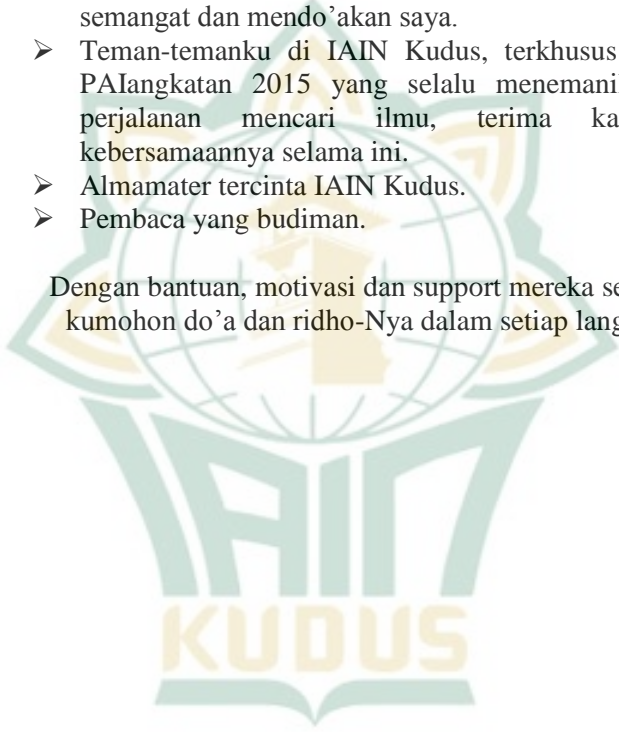 semangat dan mendo’akan saya.
➢ Teman-temanku di IAIN Kudus, terkhusus
PAIangkatan 2015 yang selalu
perjalanan mencari ilmu, terima
kebersamaannya selama ini.
➢ Almamater tercinta IAIN Kudus.
➢ Pembaca yang budiman.
Dengan bantuan, motivasi dan support mereka
kumohon do’a dan ridho-Nya dalam setiap
IAIN
KUDUS